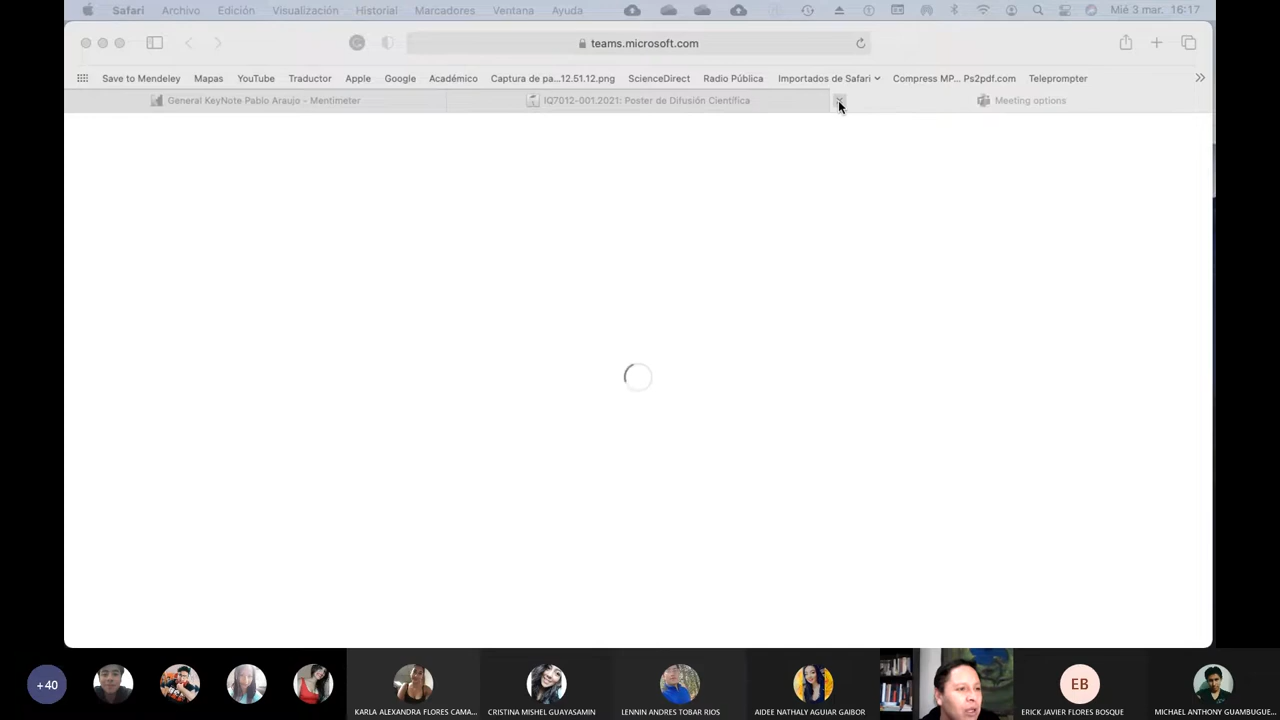 Safari Archivo Edición Visualización Historial Marcadores Ventana Ayuda Mié 3 mar. 16:17
teams.microsoft.com
Save to Mendeley Mapas YouTube Traductor Apple Google Académico Captura de pa...12.51.12.png ScienceDirect Radio Pública Importados de Safari Compress MP... Ps2pdf.com Teleprompter
General KeyNote Pablo Araujo - Mentimeter IQ7012-001.2021: Poster de Difusión Científica Meeting options
+40 EB
KARLA ALEXANDRA FLORES CAMA... CRISTINA MISHEL GUAYASAMIN LENNIN ANDRES TOBAR RIOS AIDEE NATHALY AGUIAR GAIBOR ERICK JAVIER FLORES BOSQUE MICHAEL ANTHONY GUAMBUGUE...